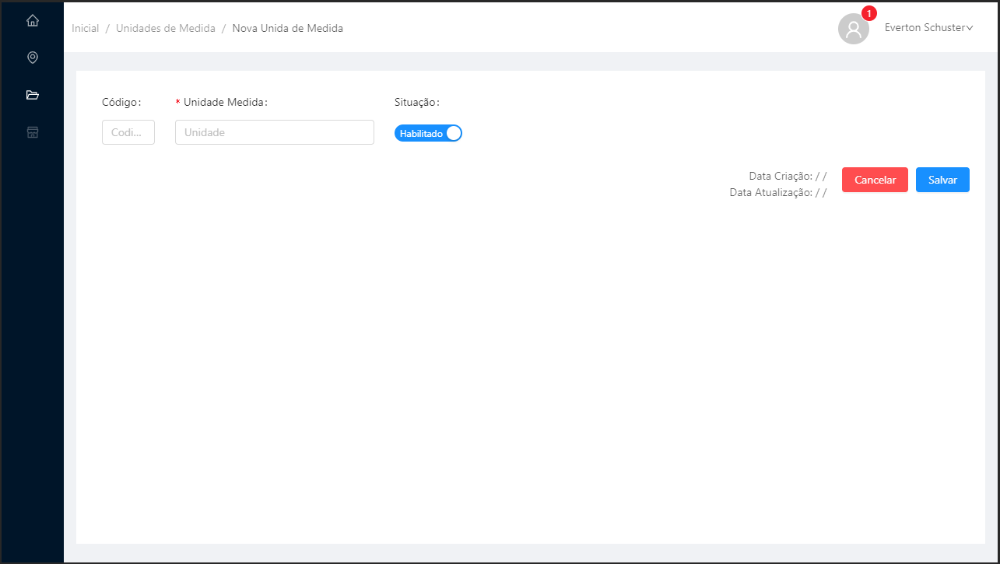 Inicial / Unidades de Medida / Nova Unida de Medida
1
Everton Schuster
Código:
* Unidade Medida:
Situação:
Codi...
Unidade
Habilitado
Data Criação: / /
Data Atualização: / /
Cancelar
Salvar